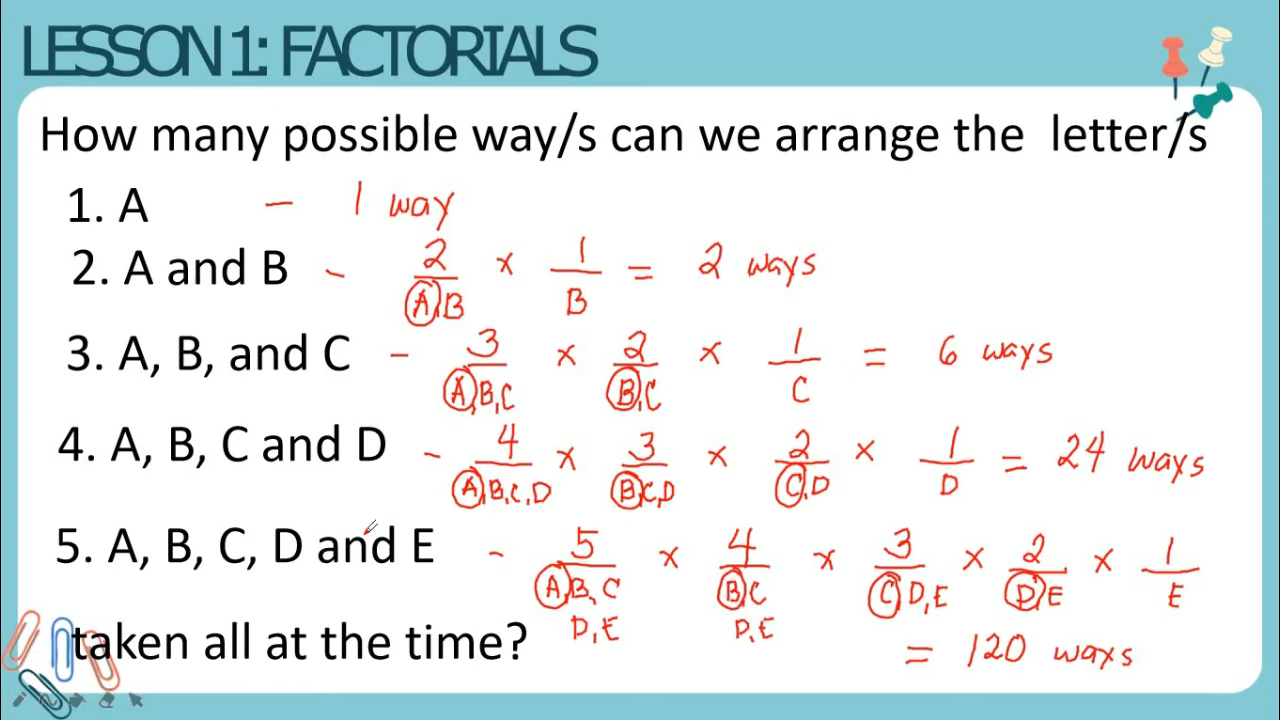 LESSON 1: FACTORIALS
How many possible way/s can we arrange the letter/s
1. A - 1 way
2. A and B - 2 × 1 = 2 ways
A,B B
3. A, B, and C - 3 × 2 × 1 = 6 ways
A,B,C B,C C
4. A, B, C and D - 4 × 3 × 2 × 1 = 24 ways
A,B,C,D B,C,D C,D D
5. A, B, C, D and E - 5 × 4 × 3 × 2 × 1
A,B,C B,C C,D,E D,E E
D,E D,E
taken all at the time? = 120 ways